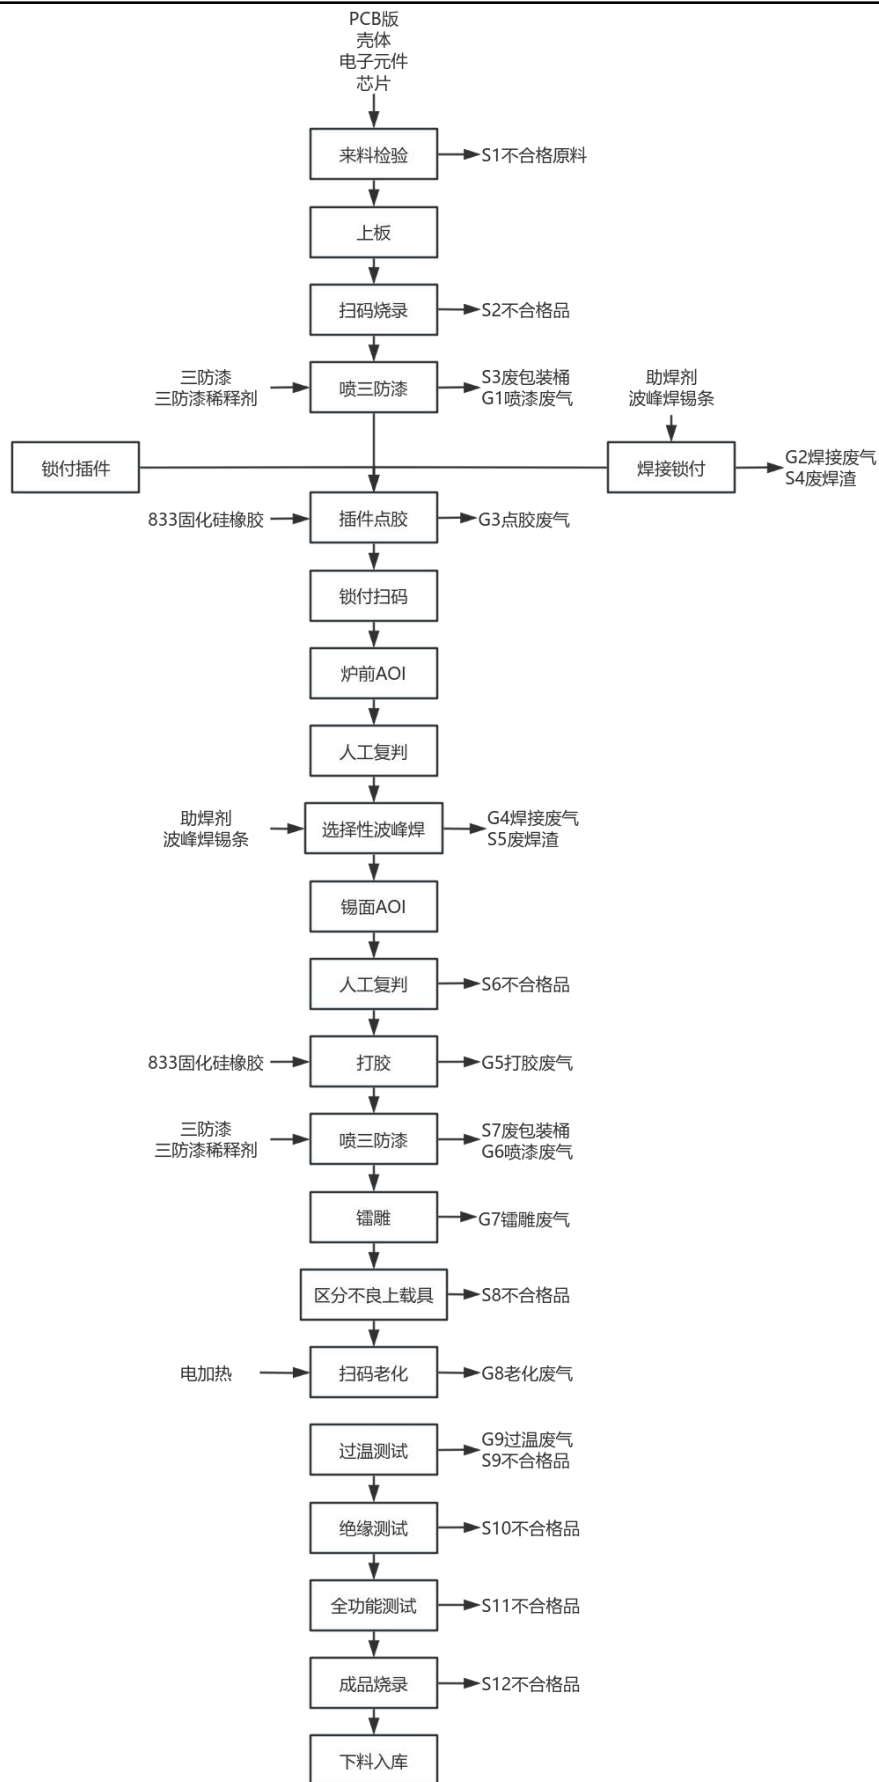 PCB版
壳体
电子元件
芯片
来料检验
S1不合格原料
上板
扫码烧录
S2不合格品
三防漆
三防漆稀释剂
喷三防漆
S3废包装桶
G1喷漆废气
助焊剂
波峰焊锡条
锁付插件
焊接锁付
G2焊接废气
S4废焊渣
833固化硅橡胶
插件点胶
G3点胶废气
锁付扫码
炉前AOI
人工复判
助焊剂
波峰焊锡条
选择性波峰焊
G4焊接废气
S5废焊渣
锡面AOI
人工复判
S6不合格品
833固化硅橡胶
打胶
G5打胶废气
三防漆
三防漆稀释剂
喷三防漆
S7废包装桶
G6喷漆废气
镭雕
G7镭雕废气
区分不良上载具
S8不合格品
电加热
扫码老化
G8老化废气
过温测试
G9过温废气
S9不合格品
绝缘测试
S10不合格品
全功能测试
S11不合格品
成品烧录
S12不合格品
下料入库